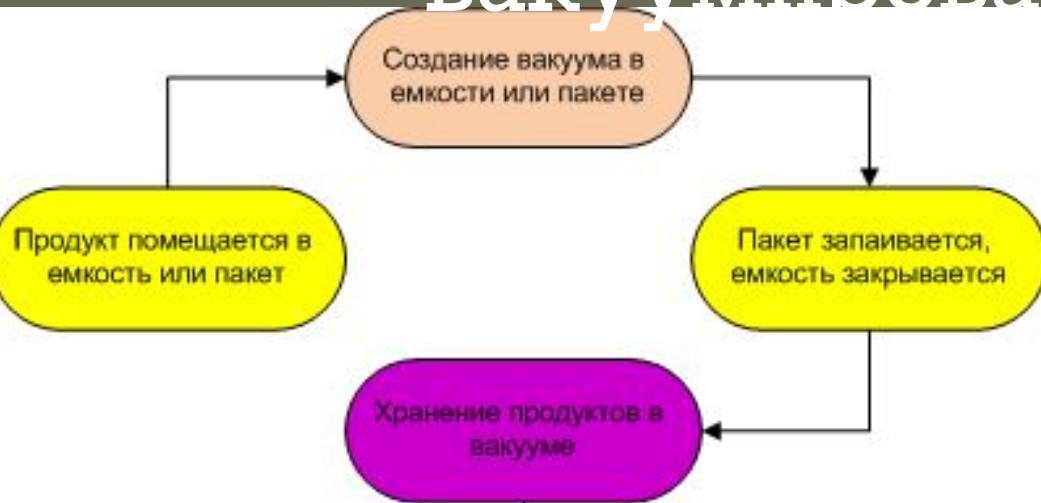 Создание вакуума в
емкости или пакете
Продукт помещается в
емкость или пакет
Пакет запаивается,
емкость закрывается
Хранение продуктов в
вакууме